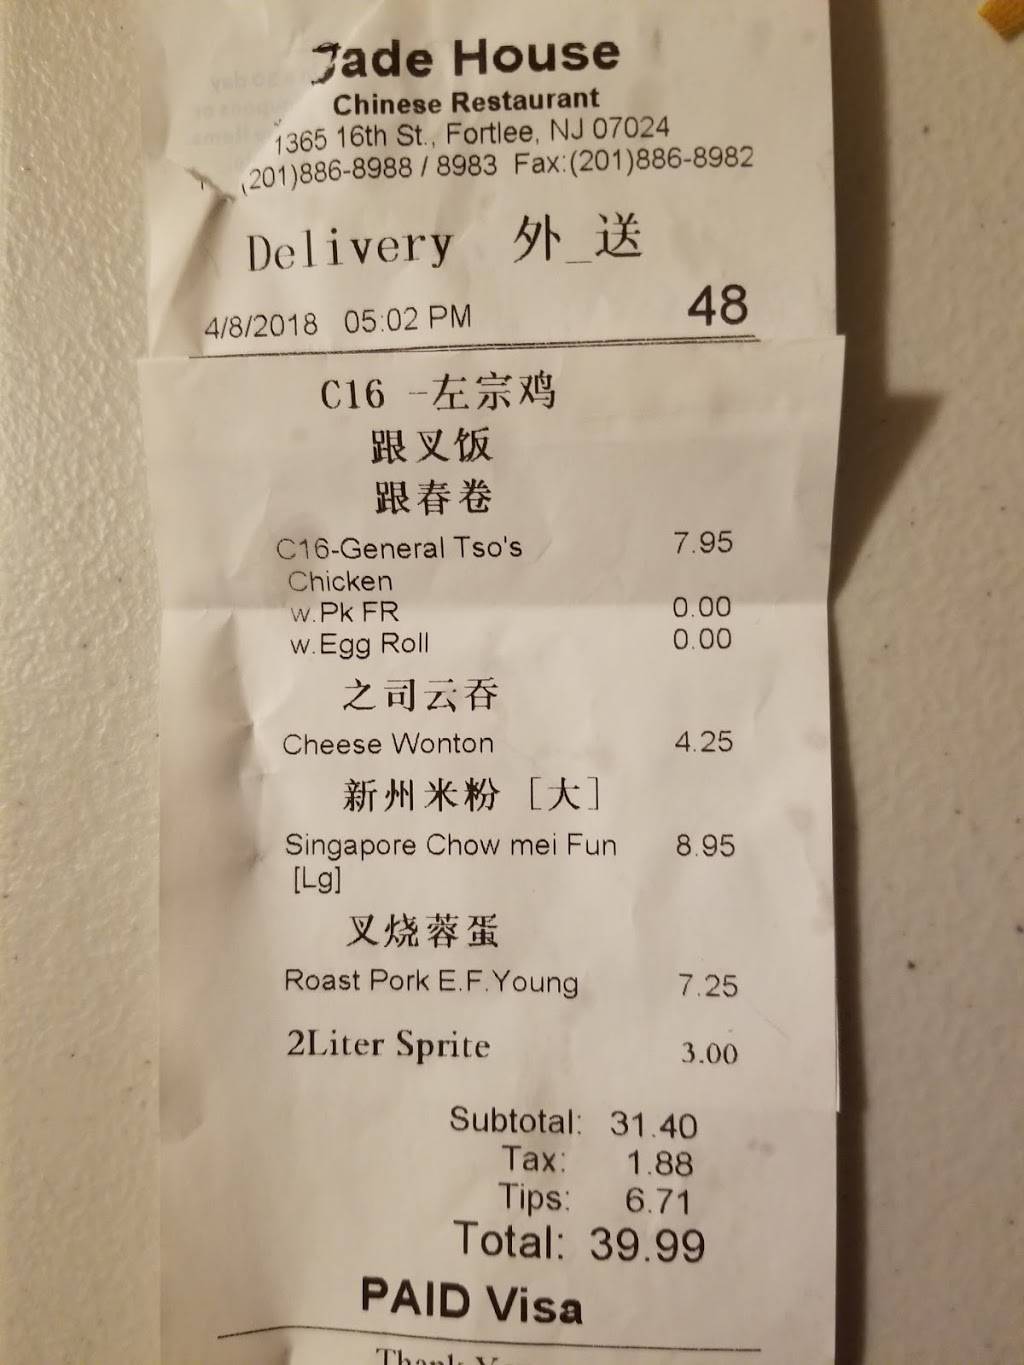 Jade House
Chinese Restaurant
1365 16th St., Fortlee, NJ 07024
(201)886-8988 / 8983 Fax:(201)886-8982
Delivery 外_送
4/8/2018 05:02 PM 48
C16 -左宗鸡
跟叉饭
跟春卷
C16-General Tso's 7.95
Chicken
w.Pk FR 0.00
w.Egg Roll 0.00
之司云吞
Cheese Wonton 4.25
新州米粉 [大]
Singapore Chow mei Fun 8.95
[Lg]
叉烧蓉蛋
Roast Pork E.F.Young 7.25
2Liter Sprite 3.00
Subtotal: 31.40
Tax: 1.88
Tips: 6.71
Total: 39.99
PAID Visa
Thank